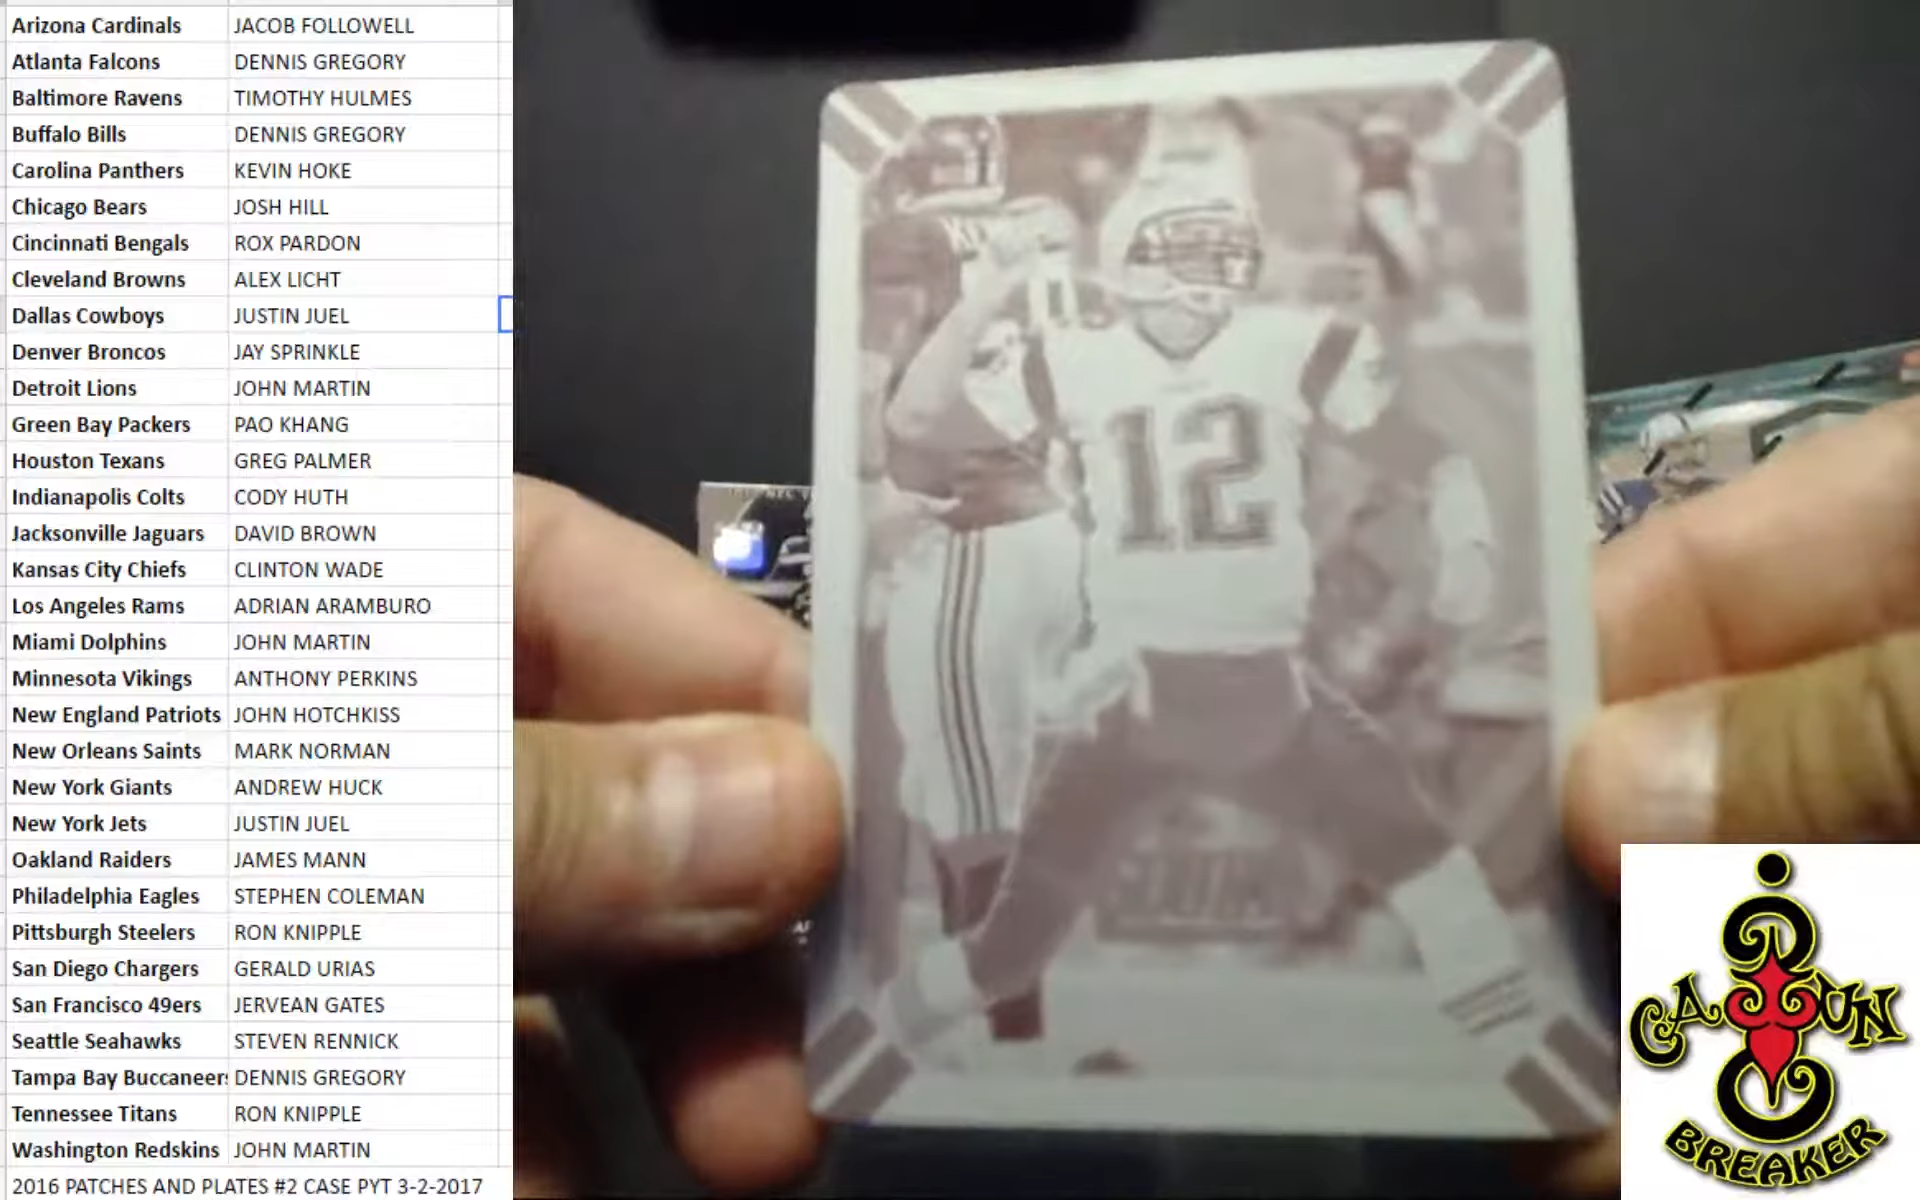 Arizona Cardinals JACOB FOLLOWELL
Atlanta Falcons DENNIS GREGORY
Baltimore Ravens TIMOTHY HULMES
Buffalo Bills DENNIS GREGORY
Carolina Panthers KEVIN HOKE
Chicago Bears JOSH HILL
Cincinnati Bengals ROX PARDON
Cleveland Browns ALEX LICHT
Dallas Cowboys JUSTIN JUEL
Denver Broncos JAY SPRINKLE
Detroit Lions JOHN MARTIN
Green Bay Packers PAO KHANG
Houston Texans GREG PALMER
Indianapolis Colts CODY HUTH
Jacksonville Jaguars DAVID BROWN
Kansas City Chiefs CLINTON WADE
Los Angeles Rams ADRIAN ARAMBURO
Miami Dolphins JOHN MARTIN
Minnesota Vikings ANTHONY PERKINS
New England Patriots JOHN HOTCHKISS
New Orleans Saints MARK NORMAN
New York Giants ANDREW HUCK
New York Jets JUSTIN JUEL
Oakland Raiders JAMES MANN
Philadelphia Eagles STEPHEN COLEMAN
Pittsburgh Steelers RON KNIPPLE
San Diego Chargers GERALD URIAS
San Francisco 49ers JERVEAN GATES
Seattle Seahawks STEVEN RENNICK
Tampa Bay Buccaneers DENNIS GREGORY
Tennessee Titans RON KNIPPLE
Washington Redskins JOHN MARTIN
2016 PATCHES AND PLATES #2 CASE PYT 3-2-2017
12
CAJUN
BREAKER